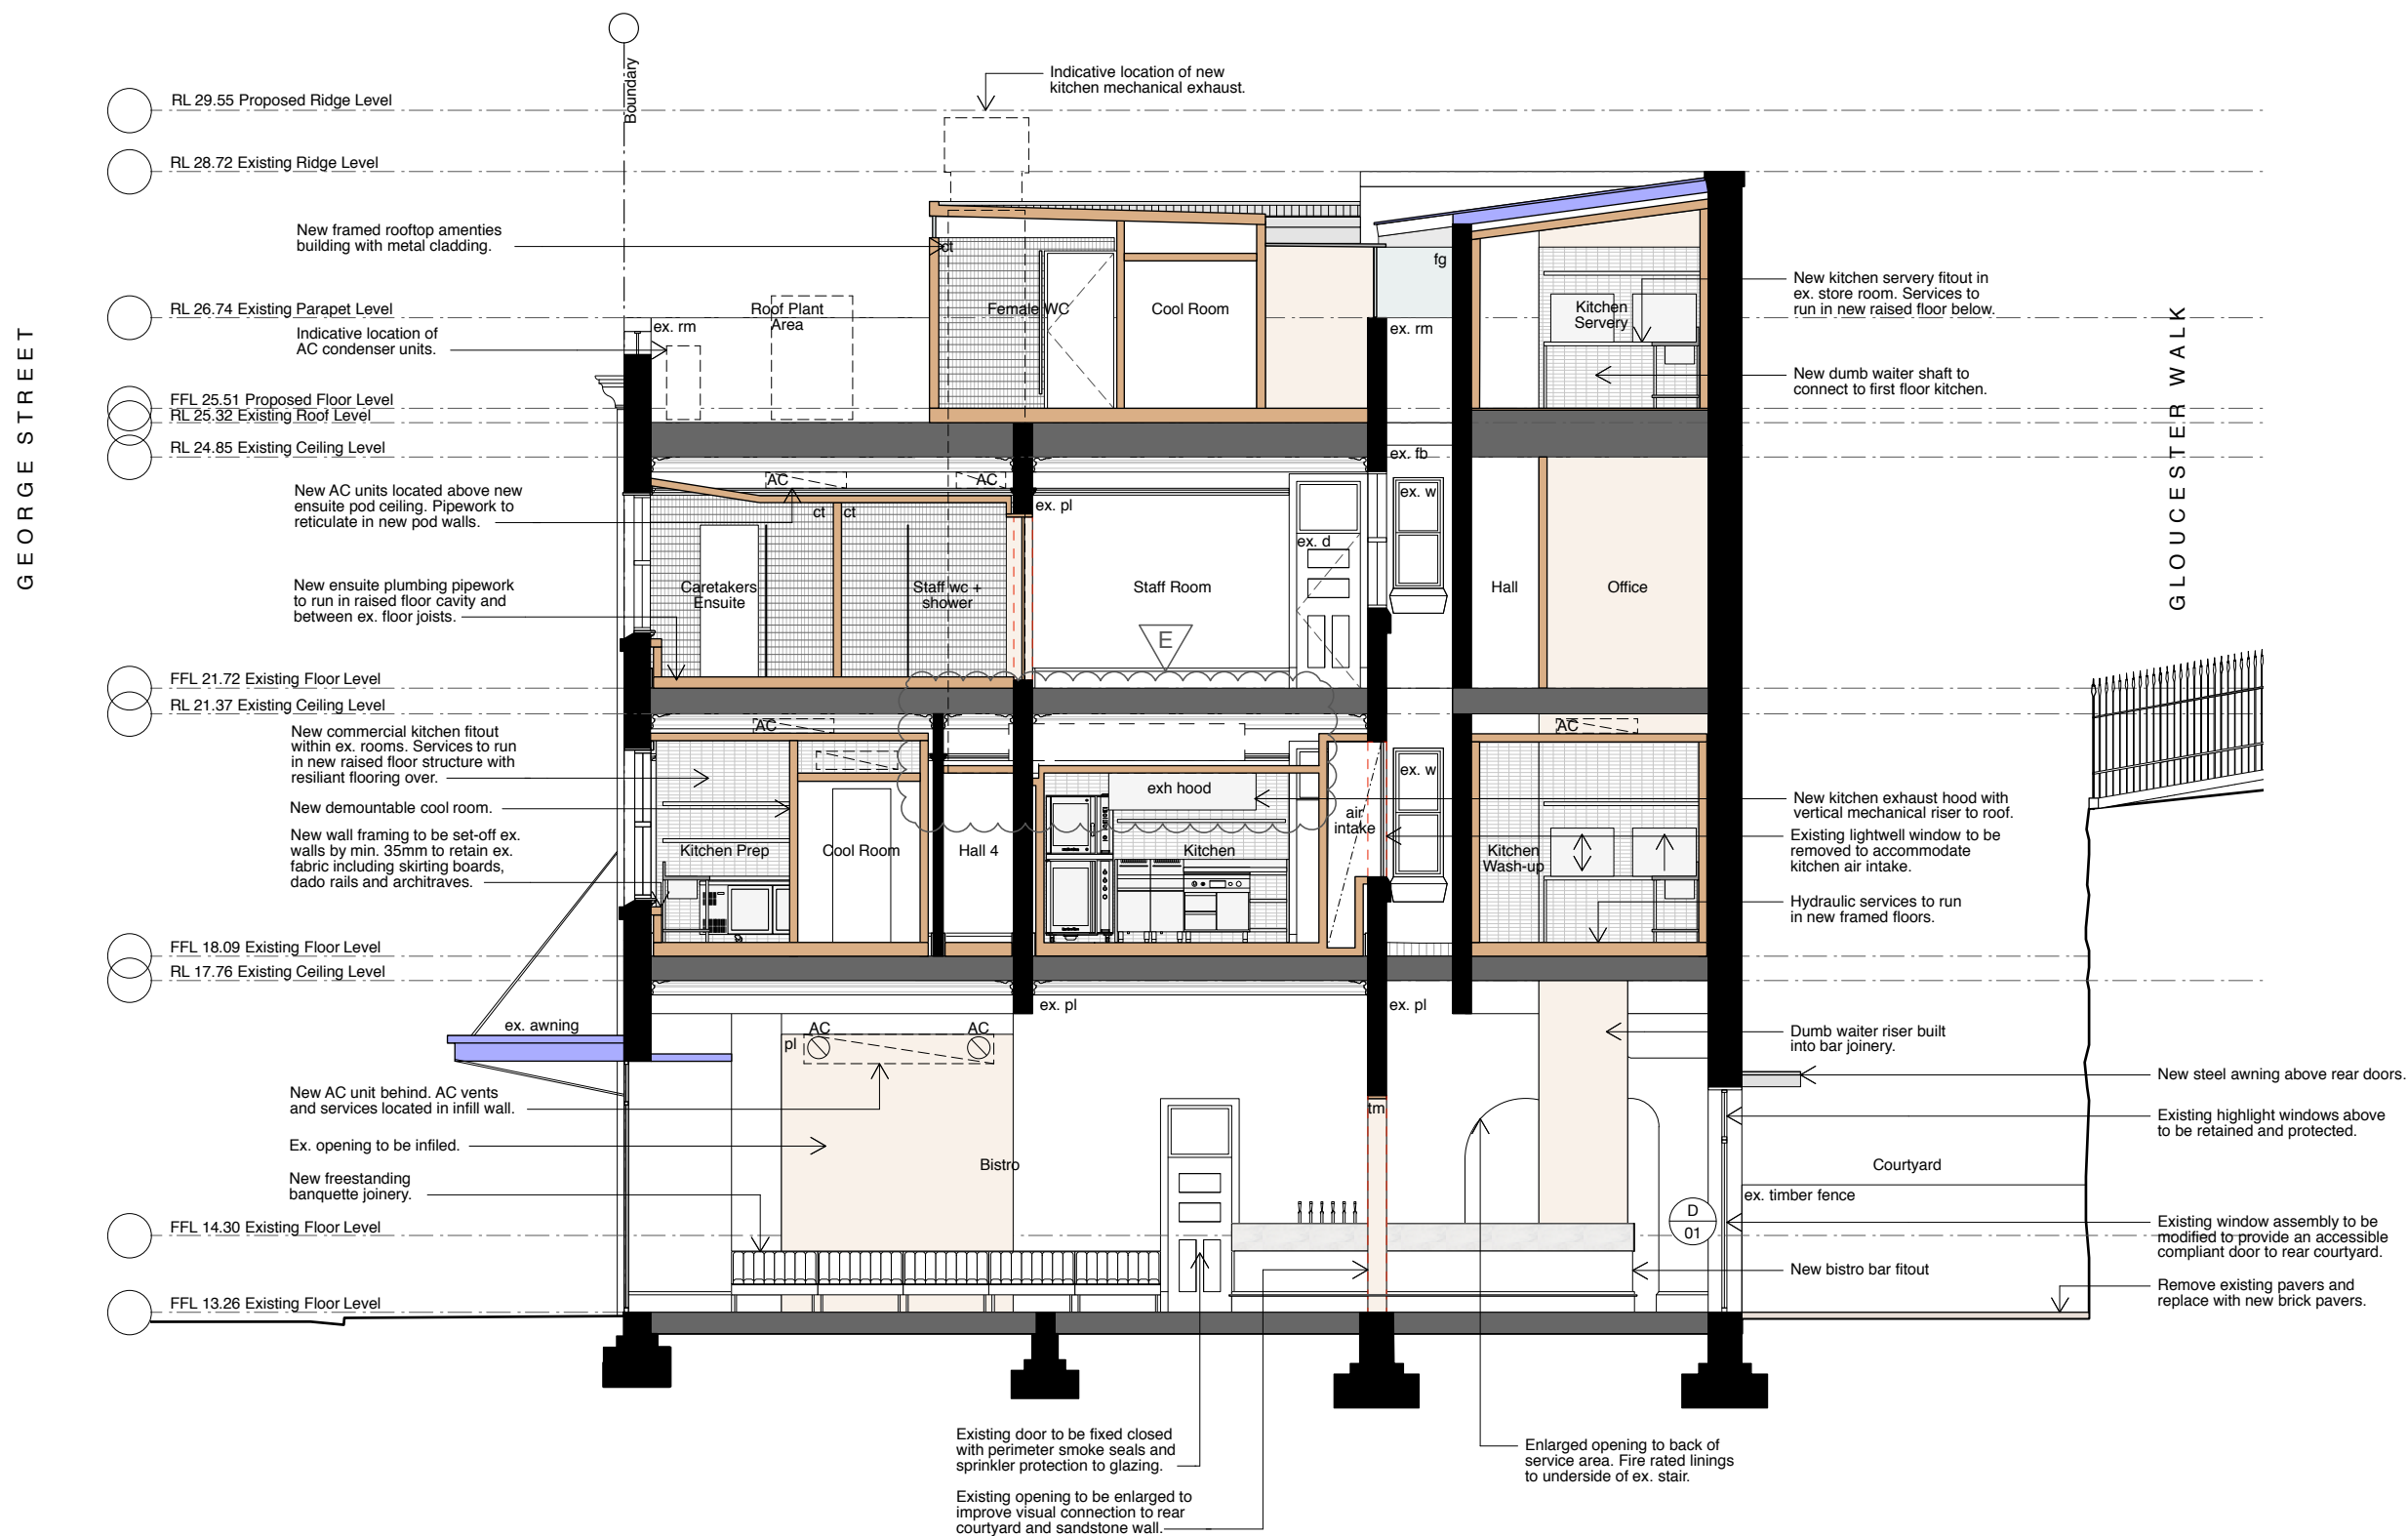 Boundary
Indicative location of new
kitchen mechanical exhaust.
RL 29.55 Proposed Ridge Level
RL 28.72 Existing Ridge Level
New framed rooftop amenties
building with metal cladding.
ct
fg
RL 26.74 Existing Parapet Level
Indicative location of
AC condenser units.
ex. rm
Roof Plant
Area
Female WC
Cool Room
ex. rm
Kitchen
Servery
New kitchen servery fitout in
ex. store room. Services to
run in new raised floor below.
New dumb waiter shaft to
connect to first floor kitchen.
GEORGE STREET
GLOUCESTER WALK
FFL 25.51 Proposed Floor Level
RL 25.32 Existing Roof Level
RL 24.85 Existing Ceiling Level
ex. fb
AC
AC
New AC units located above new
ensuite pod ceiling. Pipework to
reticulate in new pod walls.
ct
ct
ex. pl
ex. d
ex. w
New ensuite plumbing pipework
to run in raised floor cavity and
between ex. floor joists.
Caretakers
Ensuite
Staff wc +
shower
Staff Room
Hall
Office
E
FFL 21.72 Existing Floor Level
RL 21.37 Existing Ceiling Level
AC
AC
New commercial kitchen fitout
within ex. rooms. Services to run
in new raised floor structure with
resiliant flooring over.
New demountable cool room.
New wall framing to be set-off ex.
walls by min. 35mm to retain ex.
fabric including skirting boards,
dado rails and architraves.
exh hood
air
intake
ex. w
Kitchen Prep
Cool Room
Hall 4
Kitchen
Kitchen
Wash-up
New kitchen exhaust hood with
vertical mechanical riser to roof.
Existing lightwell window to be
removed to accommodate
kitchen air intake.
Hydraulic services to run
in new framed floors.
FFL 18.09 Existing Floor Level
RL 17.76 Existing Ceiling Level
ex. pl
ex. pl
ex. awning
AC
AC
pl
Dumb waiter riser built
into bar joinery.
New steel awning above rear doors.
New AC unit behind. AC vents
and services located in infill wall.
tm
Existing highlight windows above
to be retained and protected.
Ex. opening to be infiled.
Bistro
Courtyard
New freestanding
banquette joinery.
ex. timber fence
D
01
FFL 14.30 Existing Floor Level
Existing window assembly to be
modified to provide an accessible
compliant door to rear courtyard.
New bistro bar fitout
Remove existing pavers and
replace with new brick pavers.
FFL 13.26 Existing Floor Level
Existing door to be fixed closed
with perimeter smoke seals and
sprinkler protection to glazing.
Enlarged opening to back of
service area. Fire rated linings
to underside of ex. stair.
Existing opening to be enlarged to
improve visual connection to rear
courtyard and sandstone wall.